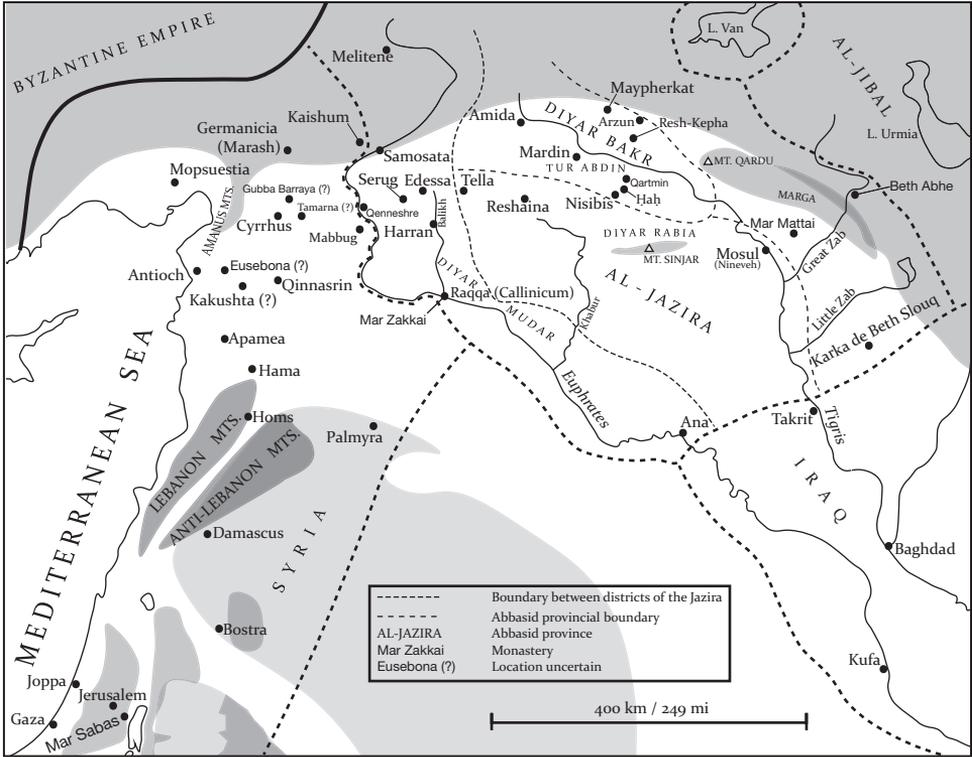 BYZANTINE EMPIRE
L. Van
AL-JIBAL
Melitene
Maypherkat
Kaishum
Amida
DIYAR BAKR
Arzun
Resh-Kepha
L. Urmia
Germanicia
(Marash)
Samosata
Mardin
TUR ABDIN
MT. QARDU
Mopsuestia
Serug
Edessa
Tella
Qartmin
Ḥaḥ
MARGA
Beth Abhe
AMANUS MTS.
Gubba Barraya (?)
Tamarna (?)
Qenneshre
Balikh
Reshaina
Nisibis
Cyrrhus
Mabbug
Harran
DIYAR RABIA
Mar Mattai
MT. SINJAR
Mosul
(Nineveh)
Great Zab
Antioch
Eusebona (?)
Kakushta (?)
Qinnasrin
DIYAR
MUDAR
Raqqa (Callinicum)
Mar Zakkai
AL-JAZIRA
Khabur
Little Zab
Karka de Beth Slouq
Apamea
Hama
MEDITERRANEAN SEA
Euphrates
LEBANON MTS.
Homs
ANTI-LEBANON MTS.
Palmyra
Ana
Takrit
Tigris
IRAQ
Damascus
SYRIA
Baghdad
Bostra
Boundary between districts of the Jazira
Abbasid provincial boundary
AL-JAZIRA Abbasid province
Mar Zakkai Monastery
Eusebona (?) Location uncertain
Kufa
Joppa
Jerusalem
Gaza
Mar Sabas
400 km / 249 mi